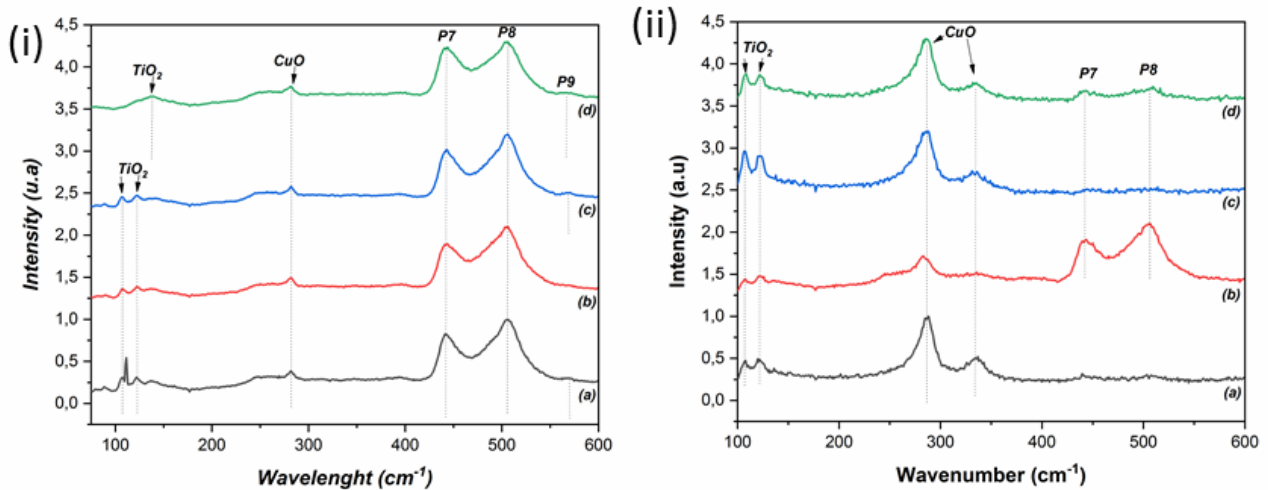 (i)
Intensity (u.a)
4,5
4,0
3,5
3,0
2,5
2,0
1,5
1,0
0,5
0,0
TiO2
CuO
P7
P8
P9
(d)
TiO2
(c)
(b)
(a)
100 200 300 400 500 600
Wavelenght (cm-1)
(ii)
Intensity (a.u)
4,5
4,0
3,5
3,0
2,5
2,0
1,5
1,0
0,5
0,0
TiO2
CuO
P7
P8
(d)
(c)
(b)
(a)
100 200 300 400 500 600
Wavenumber (cm-1)